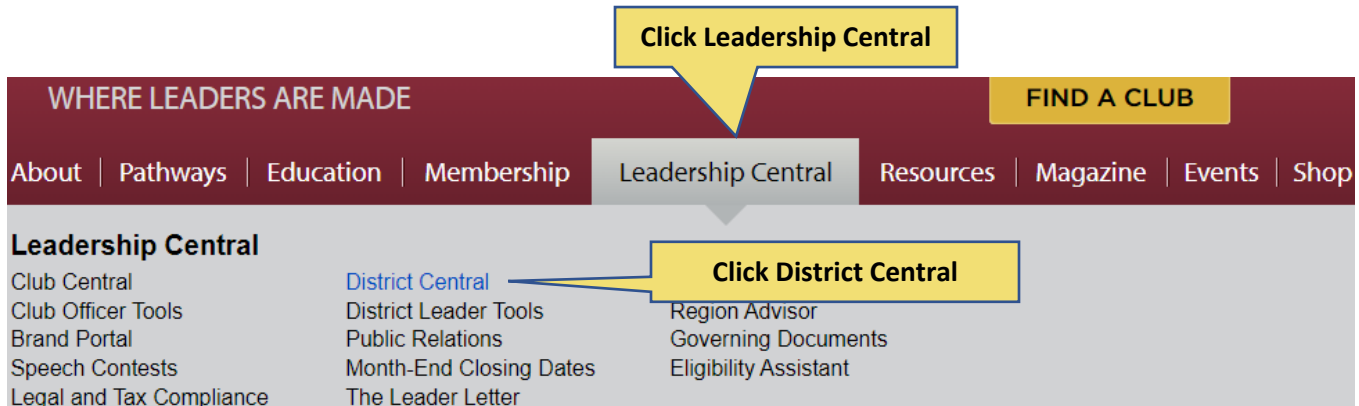 Click Leadership Central
WHERE LEADERS ARE MADE
FIND A CLUB
About | Pathways | Education | Membership
Leadership Central
Resources | Magazine | Events | Shop
Leadership Central
Club Central
Club Officer Tools
Brand Portal
Speech Contests
Legal and Tax Compliance
District Central
District Leader Tools
Public Relations
Month-End Closing Dates
The Leader Letter
Click District Central
Region Advisor
Governing Documents
Eligibility Assistant